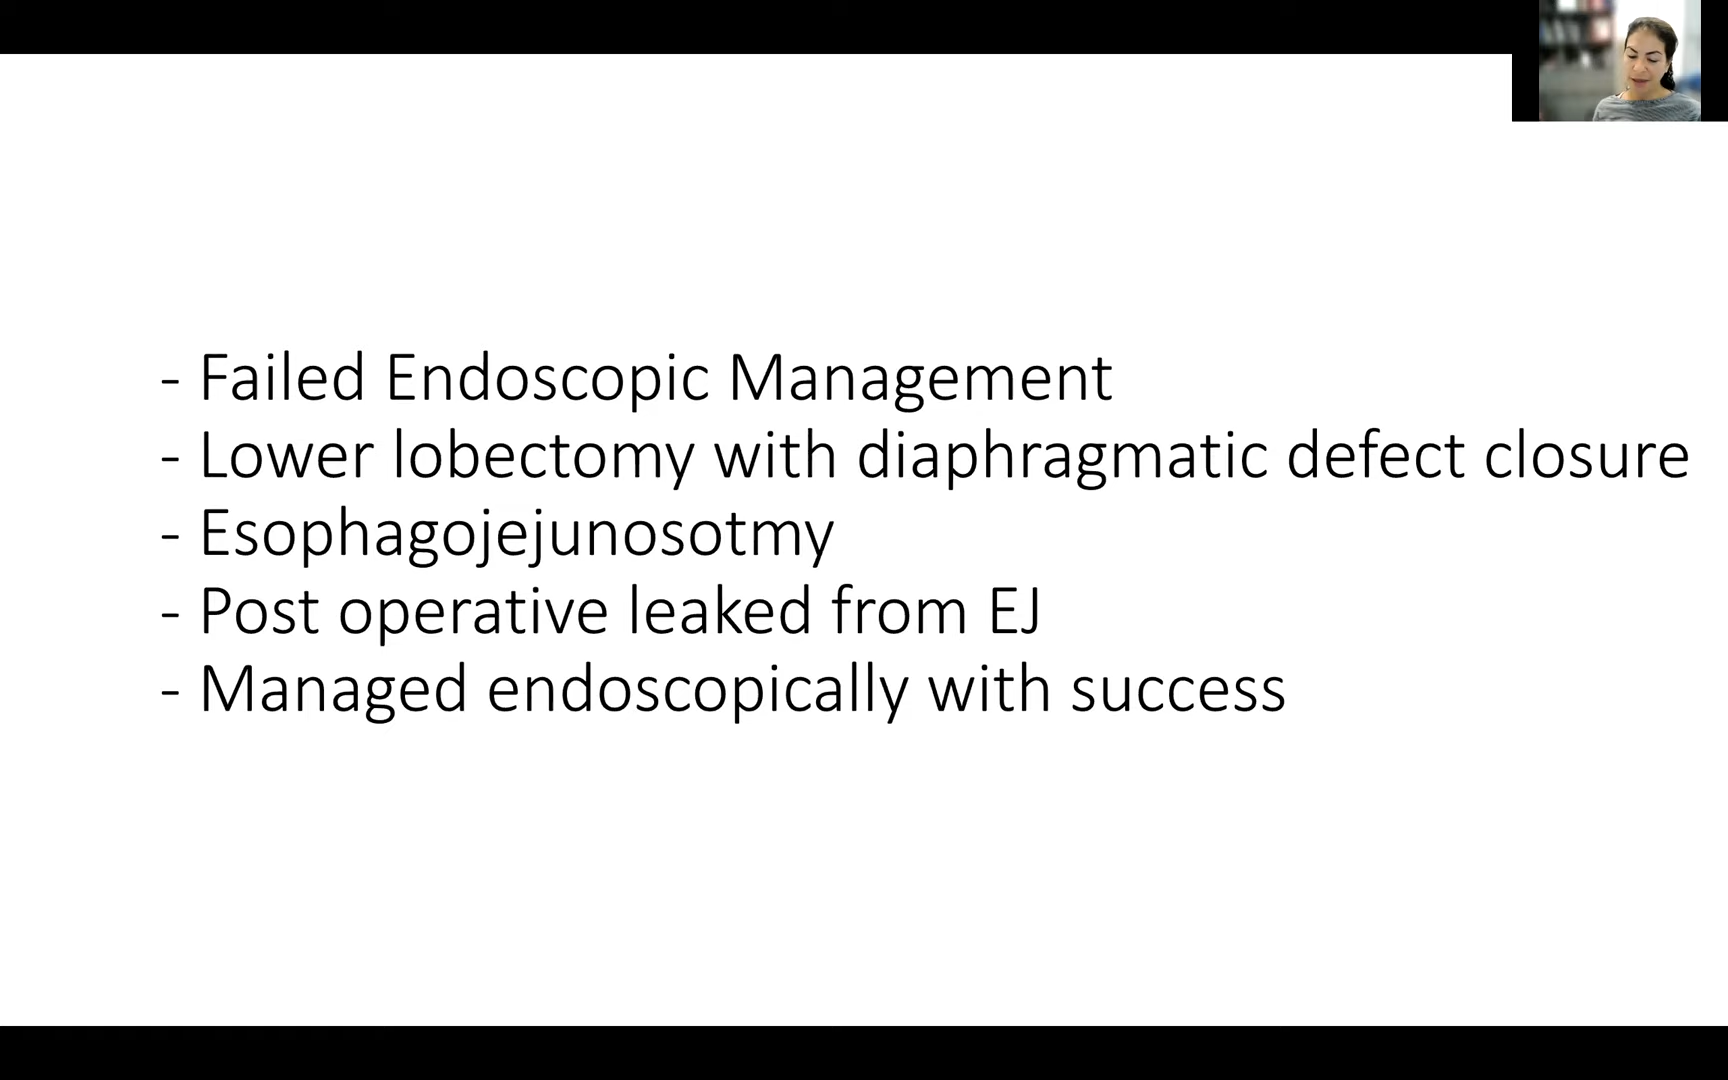 - Failed Endoscopic Management
- Lower lobectomy with diaphragmatic defect closure
- Esophagojejunosotmy
- Post operative leaked from EJ
- Managed endoscopically with success